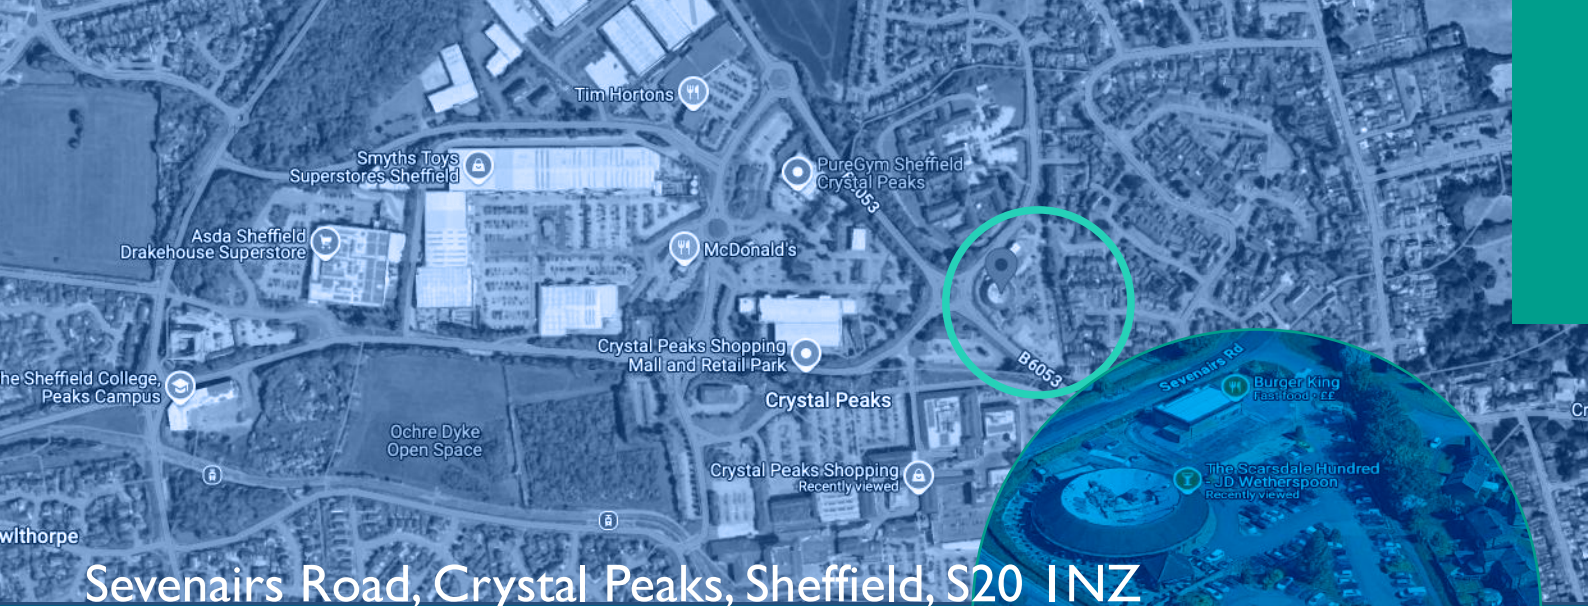 Tim Hortons
Smyths Toys
Superstores Sheffield
PureGym Sheffield
Crystal Peaks
B6053
Asda Sheffield
Drakehouse Superstore
McDonald's
Crystal Peaks Shopping
Mall and Retail Park
B6053
Sevenairs Rd
Burger King
Fast food · ££
he Sheffield College,
Peaks Campus
Crystal Peaks
Cr
Ochre Dyke
Open Space
Crystal Peaks Shopping
Recently viewed
The Scarsdale Hundred
- JD Wetherspoon
Recently viewed
wlthorpe
Sevenairs Road, Crystal Peaks, Sheffield, S20 1NZ